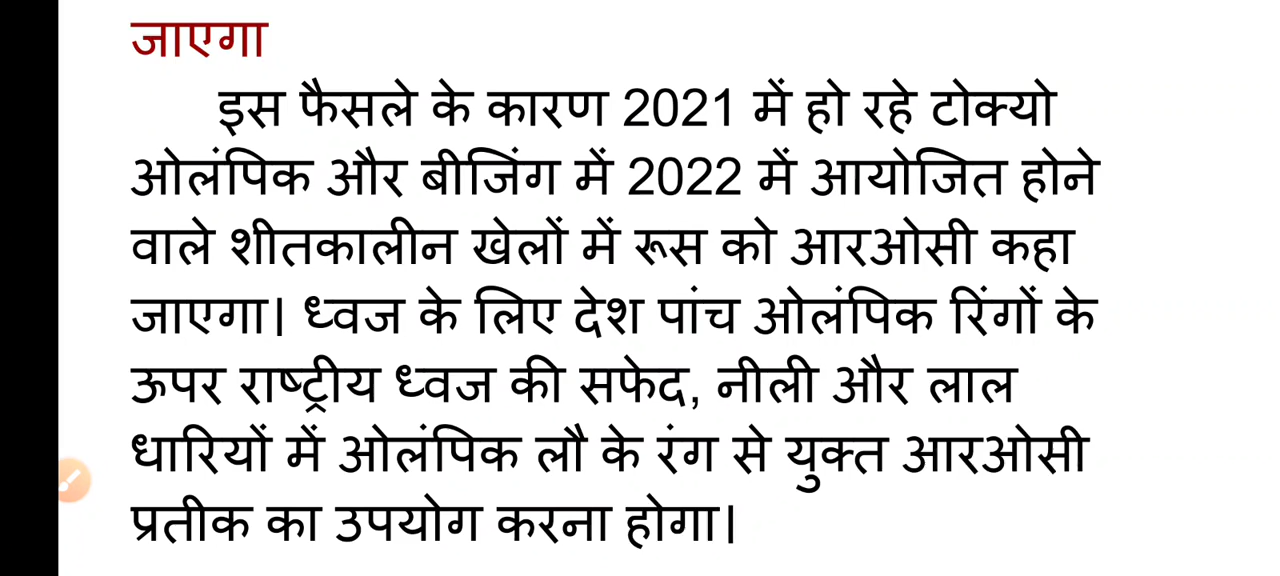 जाएगा
इस फैसले के कारण 2021 में हो रहे टोक्यो
ओलंपिक और बीजिंग में 2022 में आयोजित होने
वाले शीतकालीन खेलों में रूस को आरओसी कहा
जाएगा। ध्वज के लिए देश पांच ओलंपिक रिंगों के
ऊपर राष्ट्रीय ध्वज की सफेद, नीली और लाल
धारियों में ओलंपिक लौ के रंग से युक्त आरओसी
प्रतीक का उपयोग करना होगा।